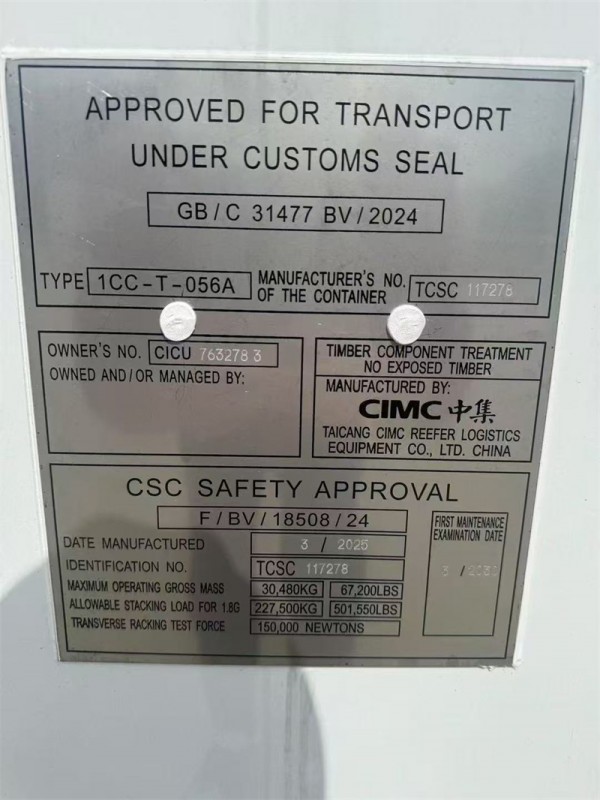 APPROVED FOR TRANSPORT
UNDER CUSTOMS SEAL
GB/C 31477 BV/2024
TYPE 1CC-T-056A MANUFACTURER'S NO. OF THE CONTAINER TCSC 117278
OWNER'S NO. CICU 763278 3
OWNED AND/OR MANAGED BY:
TIMBER COMPONENT TREATMENT
NO EXPOSED TIMBER
MANUFACTURED BY:
CIMC 中集
TAICANG CIMC REEFER LOGISTICS
EQUIPMENT CO., LTD. CHINA
CSC SAFETY APPROVAL
F/BV/18508/24
DATE MANUFACTURED 3 / 2025
IDENTIFICATION NO. TCSC 117278
MAXIMUM OPERATING GROSS MASS 30,480KG 67,200LBS
ALLOWABLE STACKING LOAD FOR 1.8G 227,500KG 501,550LBS
TRANSVERSE RACKING TEST FORCE 150,000 NEWTONS
FIRST MAINTENANCE
EXAMINATION DATE
3 / 2030